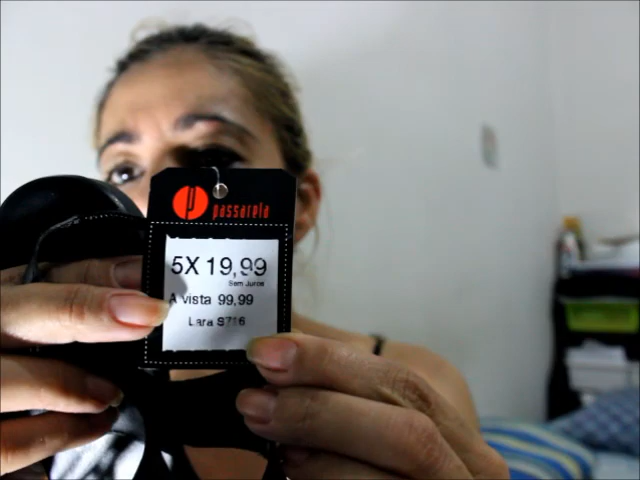 passarela
5X 19,99
Sem Juros
A vista 99,99
Lara S716